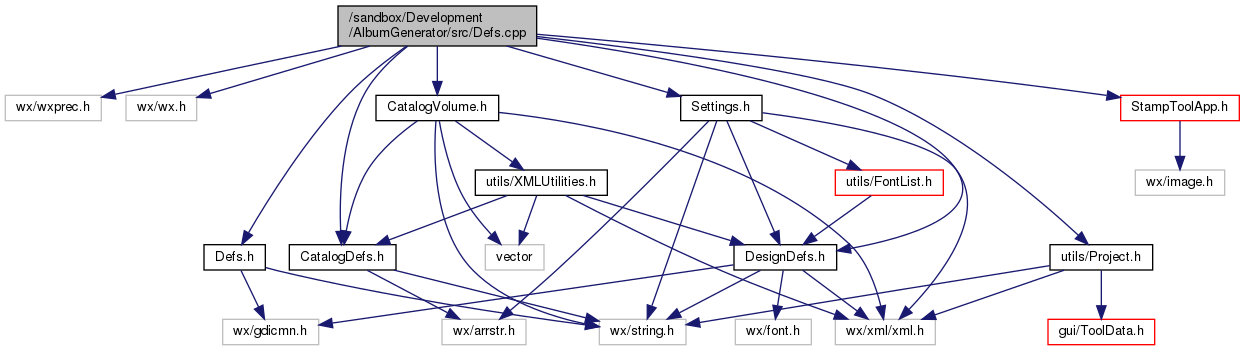 /sandbox/Development
/AlbumGenerator/src/Defs.cpp
wx/wxprec.h
wx/wx.h
CatalogVolume.h
Settings.h
StampToolApp.h
utils/XMLUtilities.h
utils/FontList.h
wx/image.h
Defs.h
CatalogDefs.h
vector
DesignDefs.h
utils/Project.h
wx/gdicmn.h
wx/arrstr.h
wx/string.h
wx/font.h
wx/xml/xml.h
gui/ToolData.h